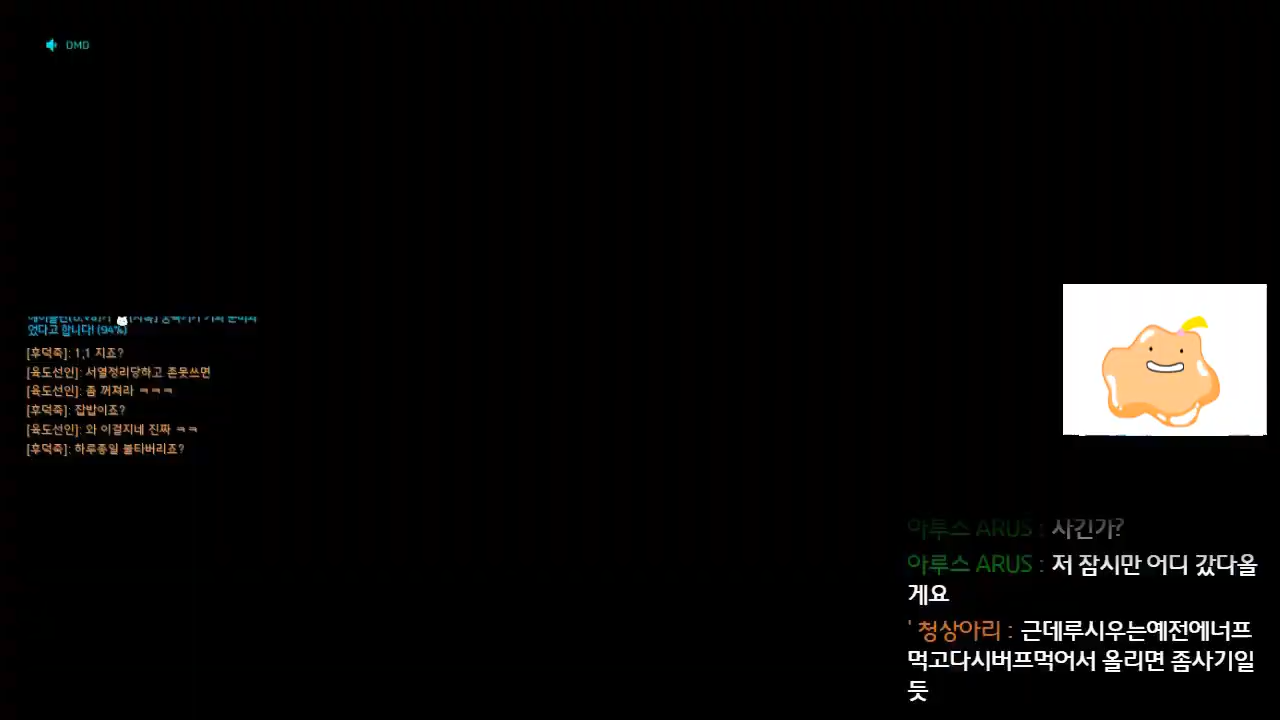 OMO
었다고 합니다! (94%)
[후덕죽]: 1,1 지죠?
[육도선인]: 서열정리당하고 존못쓰면
[육도선인]: 좀 꺼져라 ㅋㅋㅋ
[후덕죽]: 잡밥이죠?
[육도선인]: 와 이걸지네 진짜 ㅋㅋ
[후덕죽]: 하루종일 불타버리죠?
아루스 ARUS : 사긴가?
아루스 ARUS : 저 잠시만 어디 갔다올
게요
' 청상아리 : 근데루시우는예전에너프
먹고다시버프먹어서 올리면 좀사기일
듯